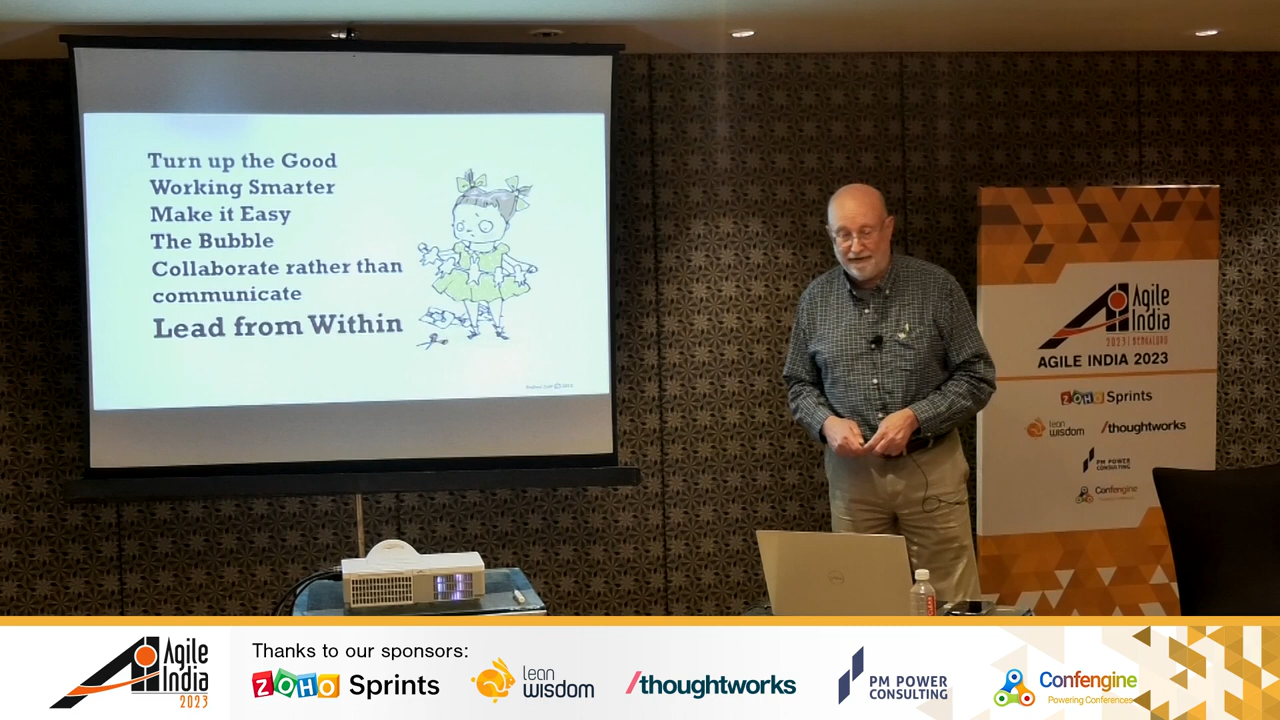 Turn up the Good
Working Smarter
Make it Easy
The Bubble
Collaborate rather than
communicate
Lead from Within
Agile
India
2023 | BENGALURU
AGILE INDIA 2023
ZOHO Sprints
lean
wisdom
/thoughtworks
PM POWER
CONSULTING
Confengine
DELL
Agile
India
2023
Thanks to our sponsors:
ZOHO Sprints
lean
wisdom
/thoughtworks
PM POWER
CONSULTING
Confengine
Powering Conferences